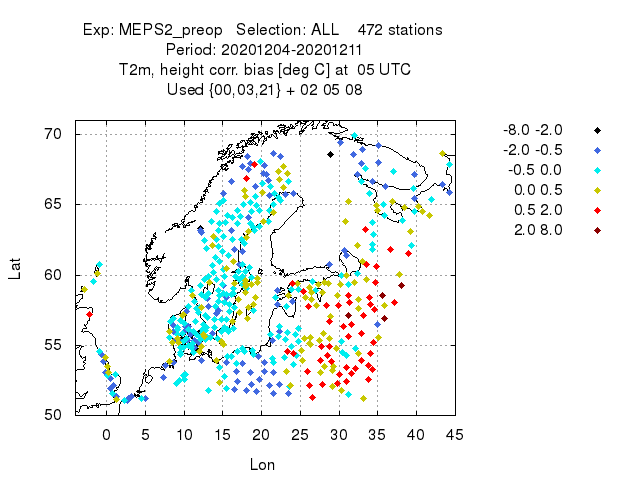 Exp: MEPS2_preop   Selection: ALL    472 stations
Period: 20201204-20201211
T2m, height corr. bias [deg C] at  05 UTC
Used {00,03,21} + 02 05 08
70
65
60
55
50
Lat
0 5 10 15 20 25 30 35 40 45
Lon
-8.0 -2.0
-2.0 -0.5
-0.5 0.0
0.0 0.5
0.5 2.0
2.0 8.0